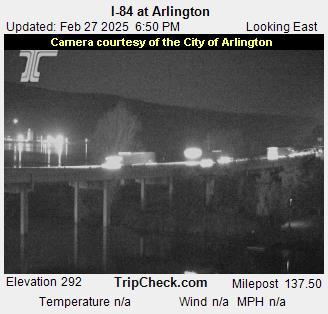 I-84 at Arlington
Updated: Feb 27 2025 6:50 PM Looking East
Camera courtesy of the City of Arlington
Elevation 292 TripCheck.com Milepost 137.50
Temperature n/a Wind n/a MPH n/a